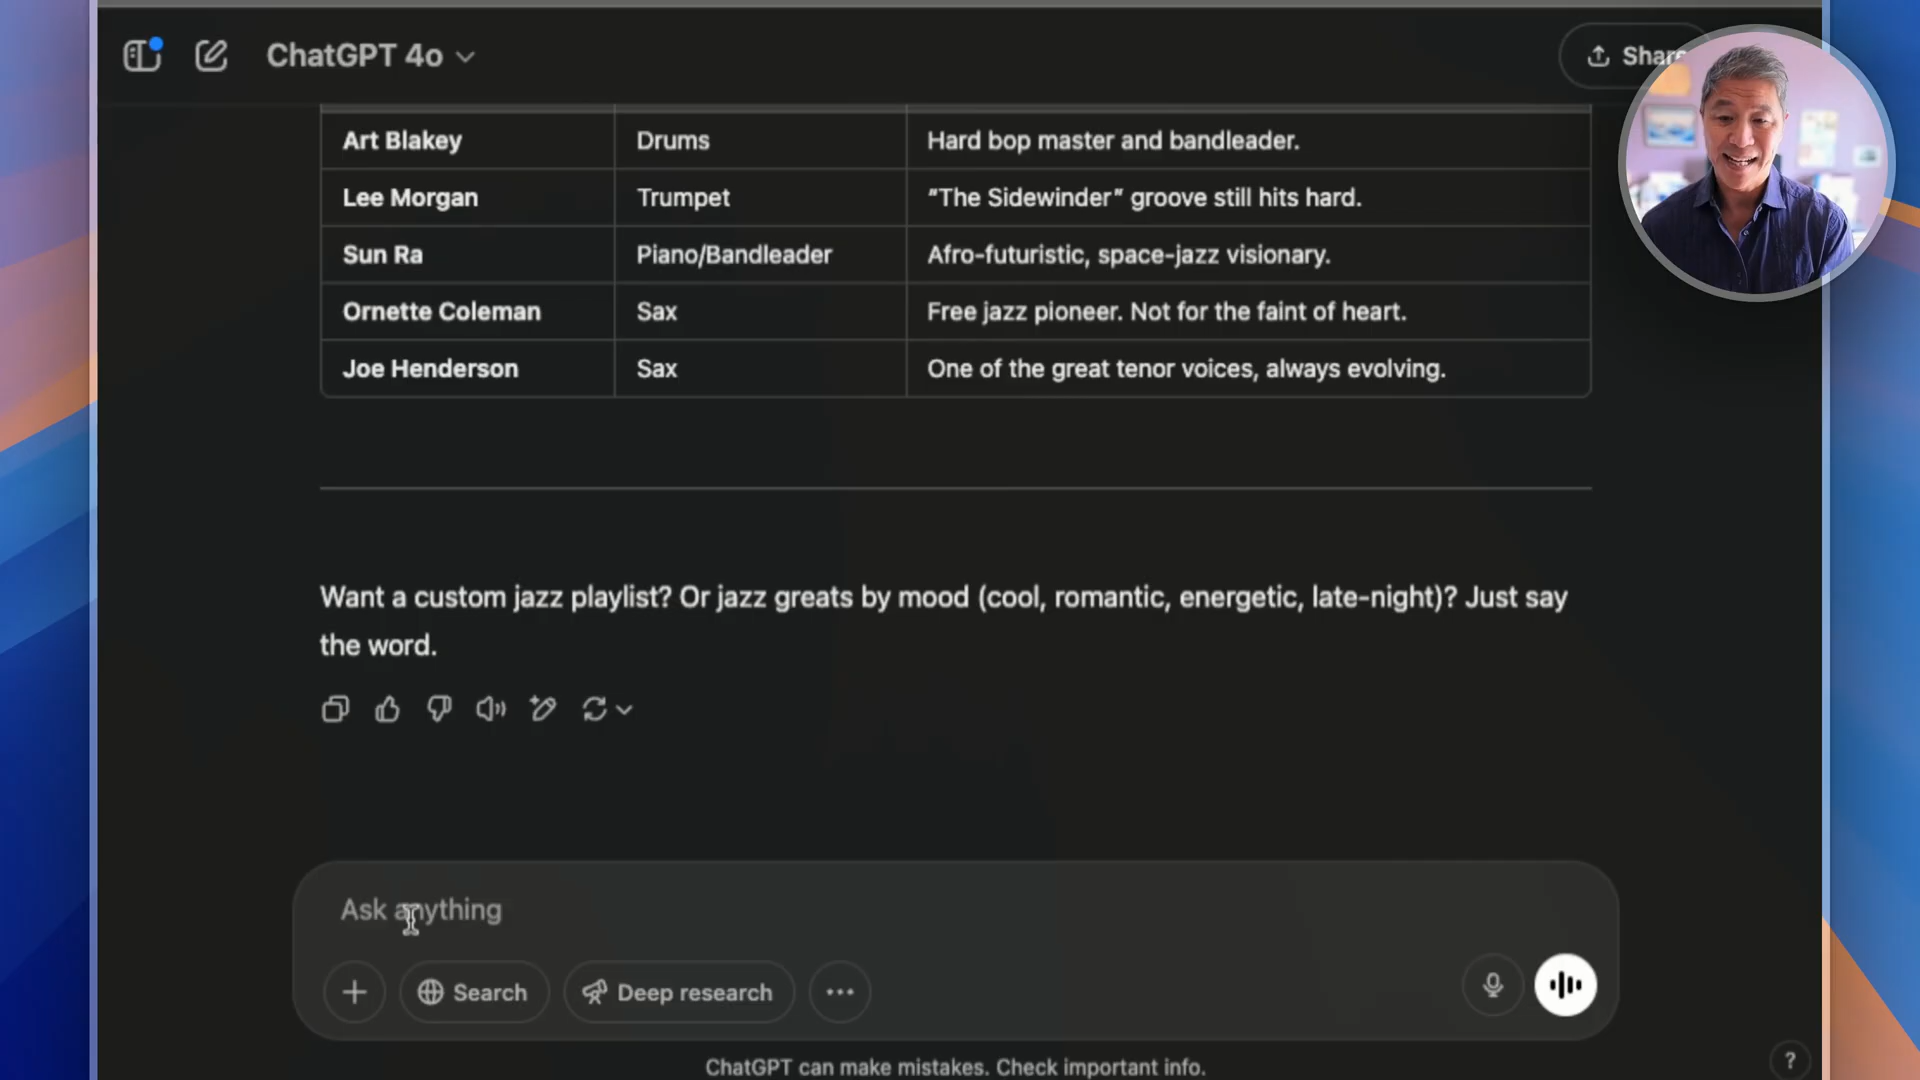 ChatGPT 4o
Share
Art Blakey Drums Hard bop master and bandleader.
Lee Morgan Trumpet “The Sidewinder” groove still hits hard.
Sun Ra Piano/Bandleader Afro-futuristic, space-jazz visionary.
Ornette Coleman Sax Free jazz pioneer. Not for the faint of heart.
Joe Henderson Sax One of the great tenor voices, always evolving.
Want a custom jazz playlist? Or jazz greats by mood (cool, romantic, energetic, late-night)? Just say
the word.
Ask anything
Search Deep research
ChatGPT can make mistakes. Check important info.
?